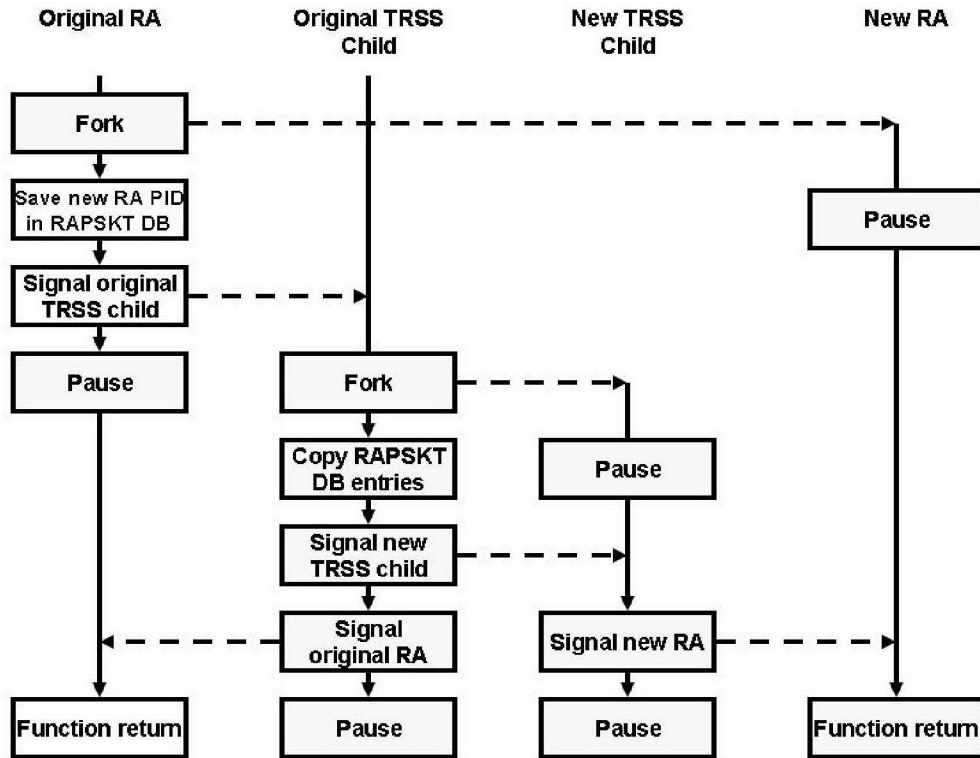 Original RA
Original TRSS
Child
New TRSS
Child
New RA
Fork
Save new RA PID
in RAPSKT DB
Pause
Signal original
TRSS child
Pause
Fork
Copy RAPSKT
DB entries
Pause
Signal new
TRSS child
Signal
original RA
Signal new RA
Function return
Pause
Pause
Function return